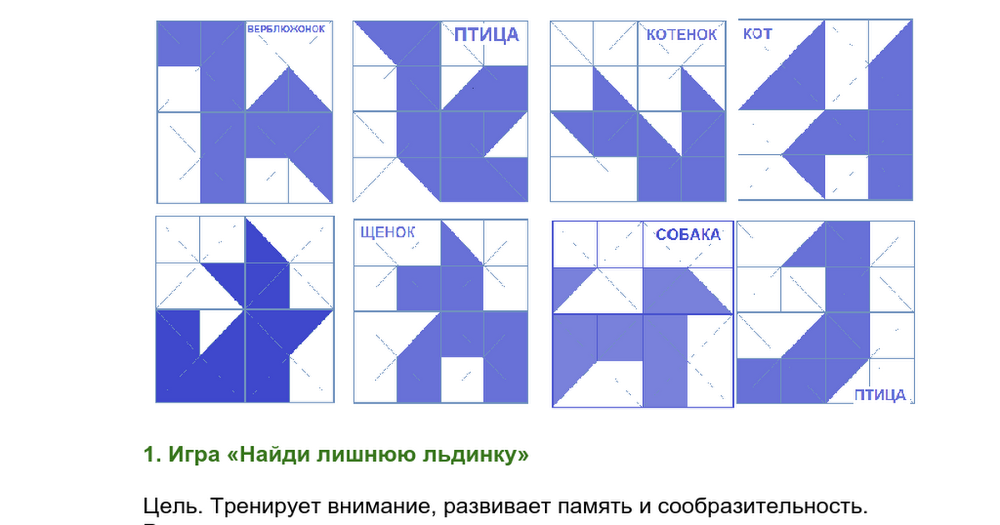 ВЕРБЛЮЖОНОК
ПТИЦА
КОТЕНОК
КОТ
ЩЕНОК
СОБАКА
ПТИЦА
1. Игра «Найди лишнюю льдинку»
Цель. Тренирует внимание, развивает память и сообразительность.